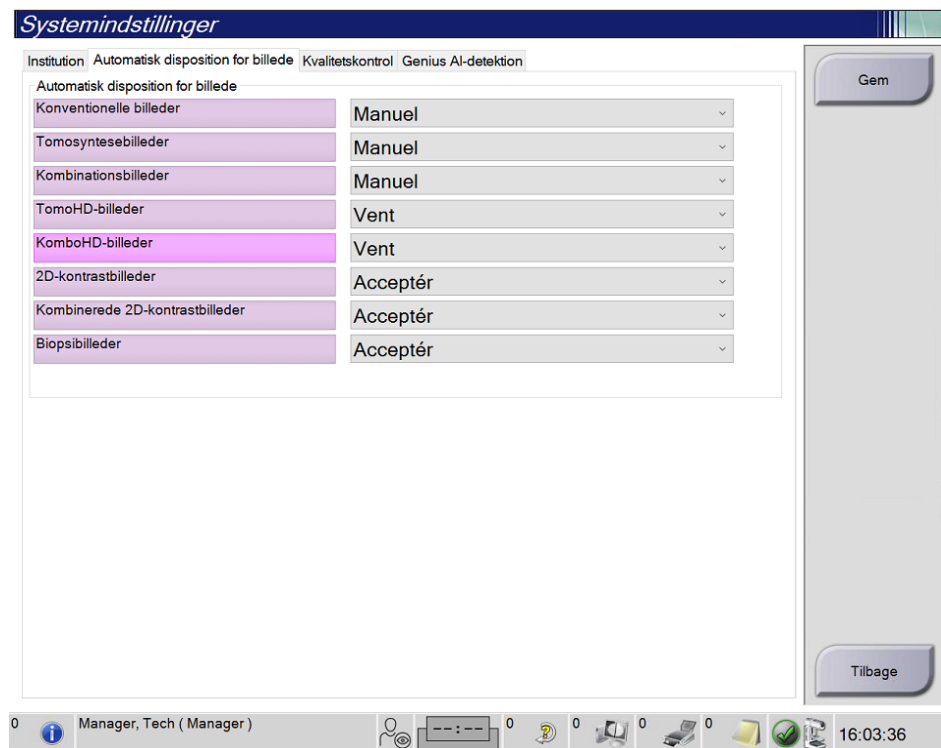 Systemindstillinger
Institution Automatisk disposition for billede Kvalitetskontrol Genius AI-detektion
Gem
Automatisk disposition for billede
Konventionelle billeder Manuel
Tomosyntesebilleder Manuel
Kombinationsbilleder Manuel
TomoHD-billeder Vent
KomboHD-billeder Vent
2D-kontrastbilleder Acceptér
Kombinerede 2D-kontrastbilleder Acceptér
Biopsibilleder Acceptér
Tilbage
0 Manager, Tech ( Manager ) --:-- 0 0 0 0 16:03:36